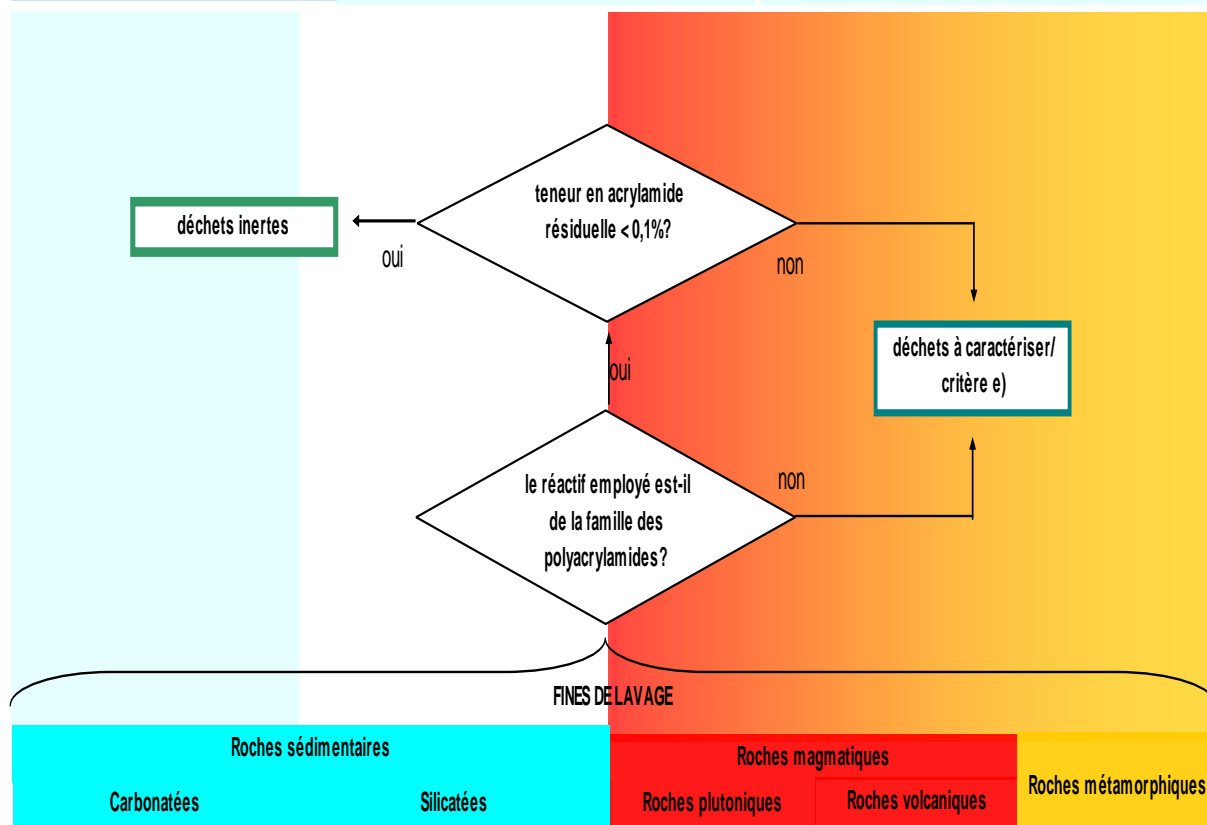 teneur en acrylamide
résiduelle < 0,1%?
déchets inertes
oui
non
déchets à caractériser/
critère e)
oui
le réactif employé est-il
de la famille des
polyacrylamides?
non
FINES DE LAVAGE
Roches sédimentaires
Roches magmatiques
Roches métamorphiques
Carbonatées
Silicatées
Roches plutoniques
Roches volcaniques